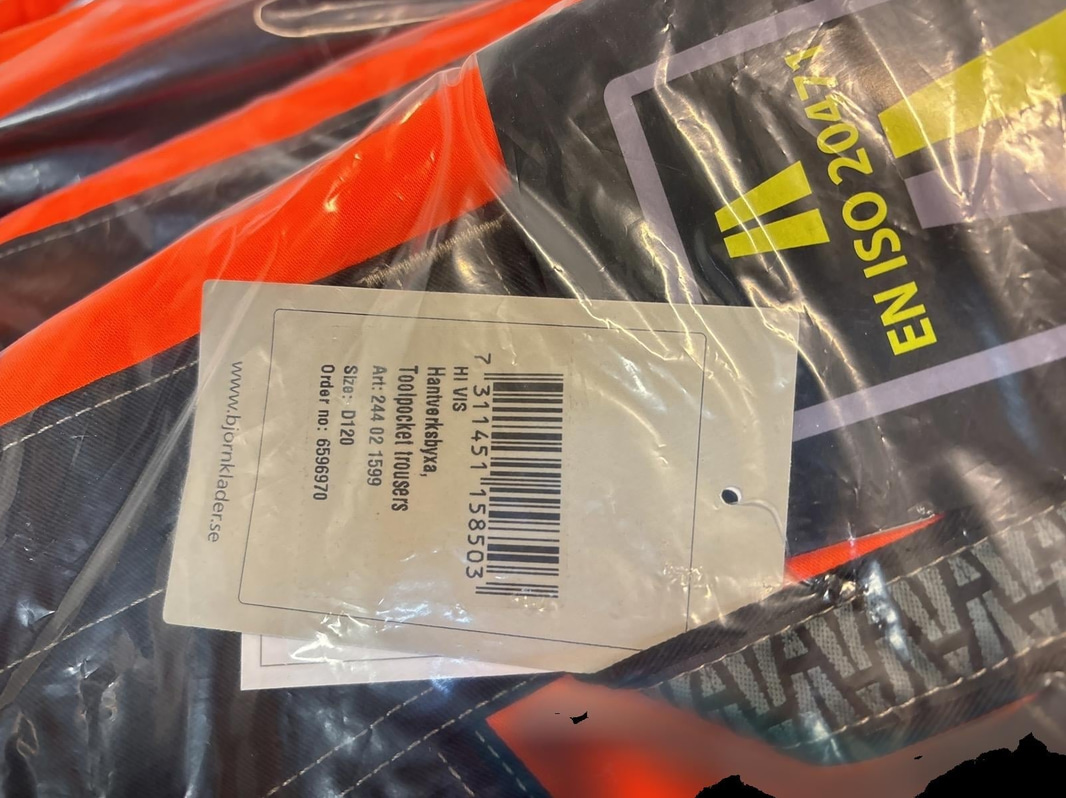 EN ISO 20471
7 311451 158503
HI VIS
Hantverksbyxa,
Toolpocket trousers
Art: 244 02 1599
Size: D120
Order no: 6596970
www.bjornklader.se